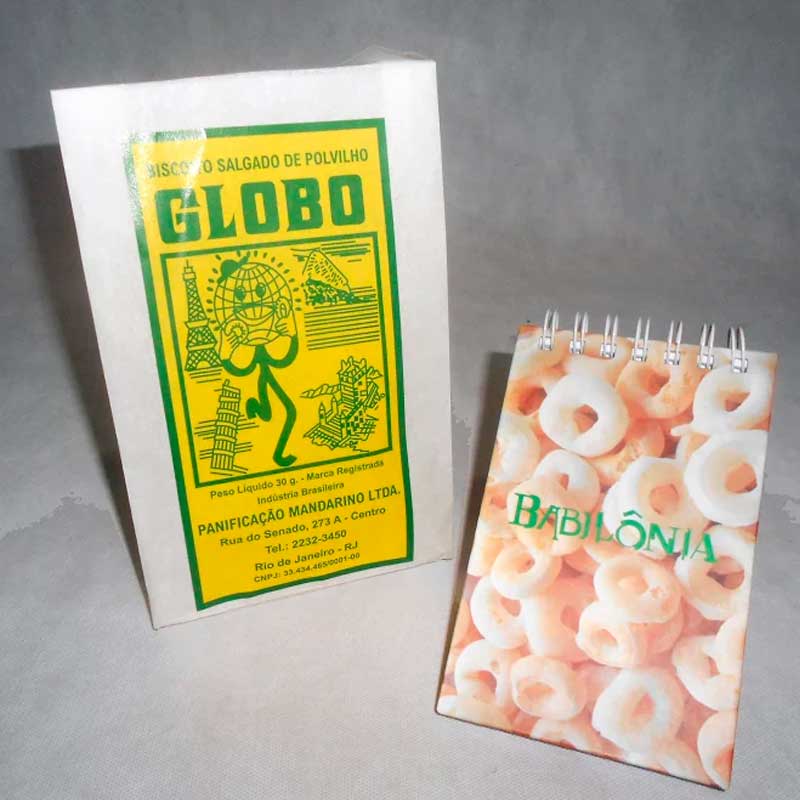 BISCOITO SALGADO DE POLVILHO
GLOBO
Peso Líquido 30 g. - Marca Registrada
Indústria Brasileira
PANIFICAÇÃO MANDARINO LTDA.
Rua do Senado, 273 A - Centro
Tel.: 2232-3450
Rio de Janeiro - RJ
CNPJ: 33.434.465/0001-00
BABILÔNIA